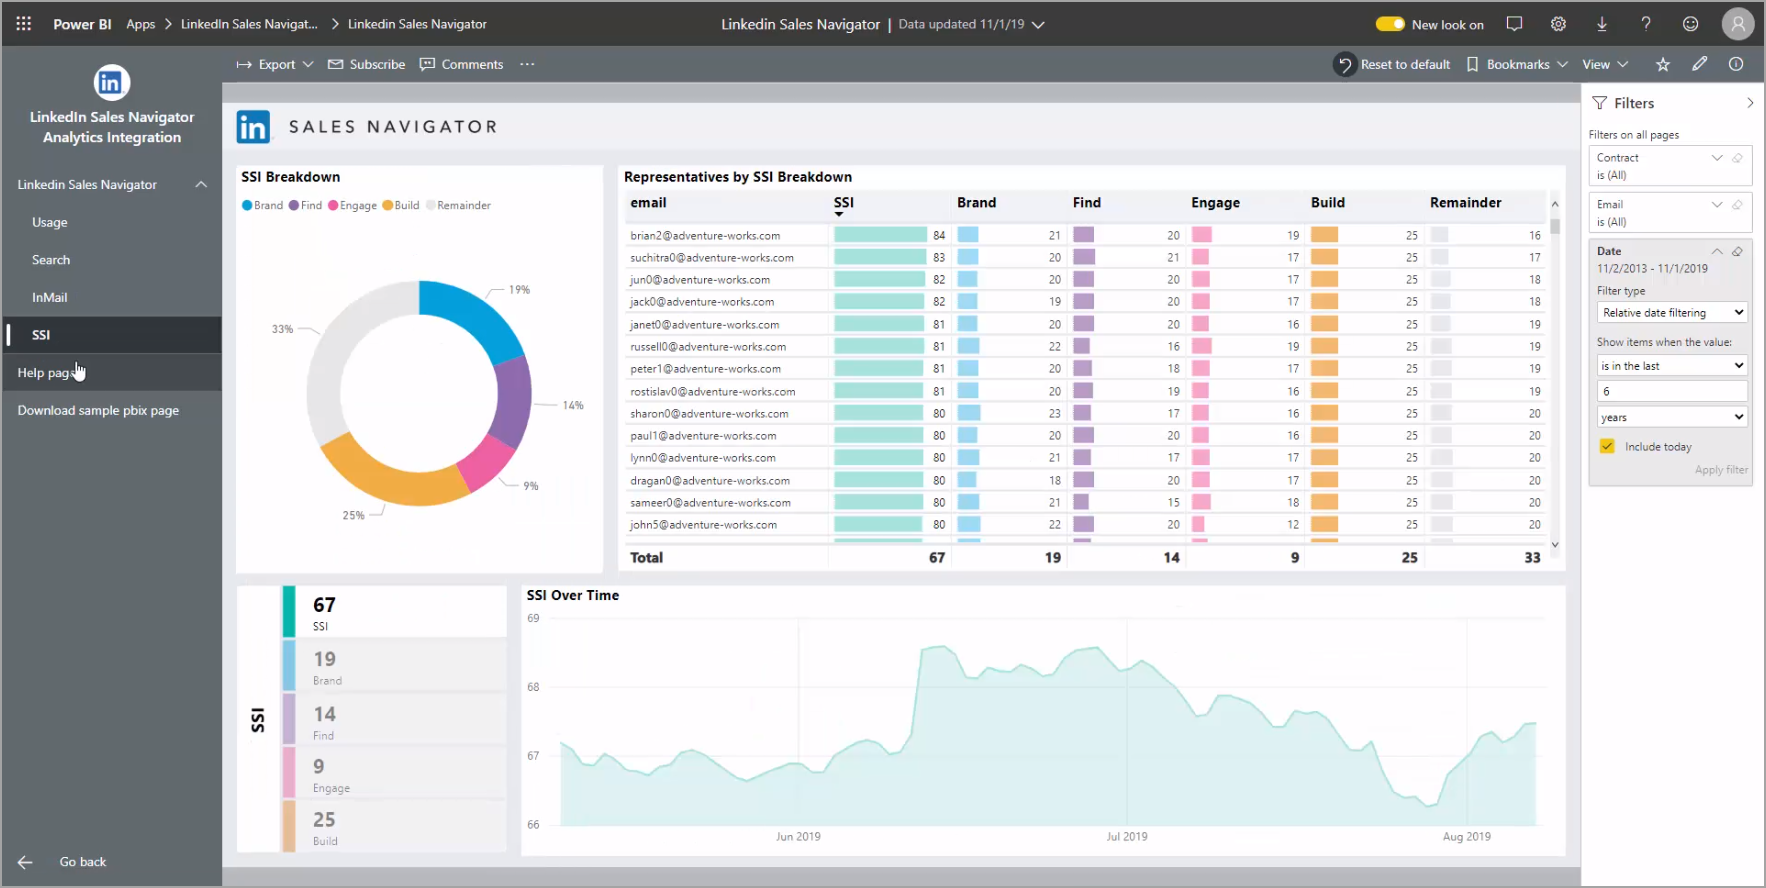 Power BI Apps LinkedIn Sales Navigat... Linkedin Sales Navigator
Linkedin Sales Navigator | Data updated 11/1/19
New look on
Export Subscribe Comments ...
Reset to default Bookmarks View
in
LinkedIn Sales Navigator
Analytics Integration
Linkedin Sales Navigator
Usage
Search
InMail
SSI
Help pag
Download sample pbix page
Go back
in SALES NAVIGATOR
SSI Breakdown
Brand Find Engage Build Remainder
19%
33%
14%
9%
25%
Representatives by SSI Breakdown
email SSI Brand Find Engage Build Remainder
brian2@adventure-works.com 84 21 20 19 25 16
suchitra0@adventure-works.com 83 20 21 17 25 17
jun0@adventure-works.com 82 20 20 17 25 18
jack0@adventure-works.com 82 19 20 17 25 18
janet0@adventure-works.com 81 20 20 16 25 19
russell0@adventure-works.com 81 22 16 19 25 19
peter1@adventure-works.com 81 20 18 17 25 19
rostislav0@adventure-works.com 81 20 19 16 25 19
sharon0@adventure-works.com 80 23 17 16 25 20
paul1@adventure-works.com 80 20 20 16 25 20
lynn0@adventure-works.com 80 21 17 17 25 20
dragan0@adventure-works.com 80 18 20 17 25 20
sameer0@adventure-works.com 80 21 15 18 25 20
john5@adventure-works.com 80 22 20 12 25 20
Total 67 19 14 9 25 33
SSI
67
SSI
19
Brand
14
Find
9
Engage
25
Build
SSI Over Time
69
68
67
66
Jun 2019 Jul 2019 Aug 2019
Filters
Filters on all pages
Contract
is (All)
Email
is (All)
Date
11/2/2013 - 11/1/2019
Filter type
Relative date filtering
Show items when the value:
is in the last
6
years
Include today
Apply filter